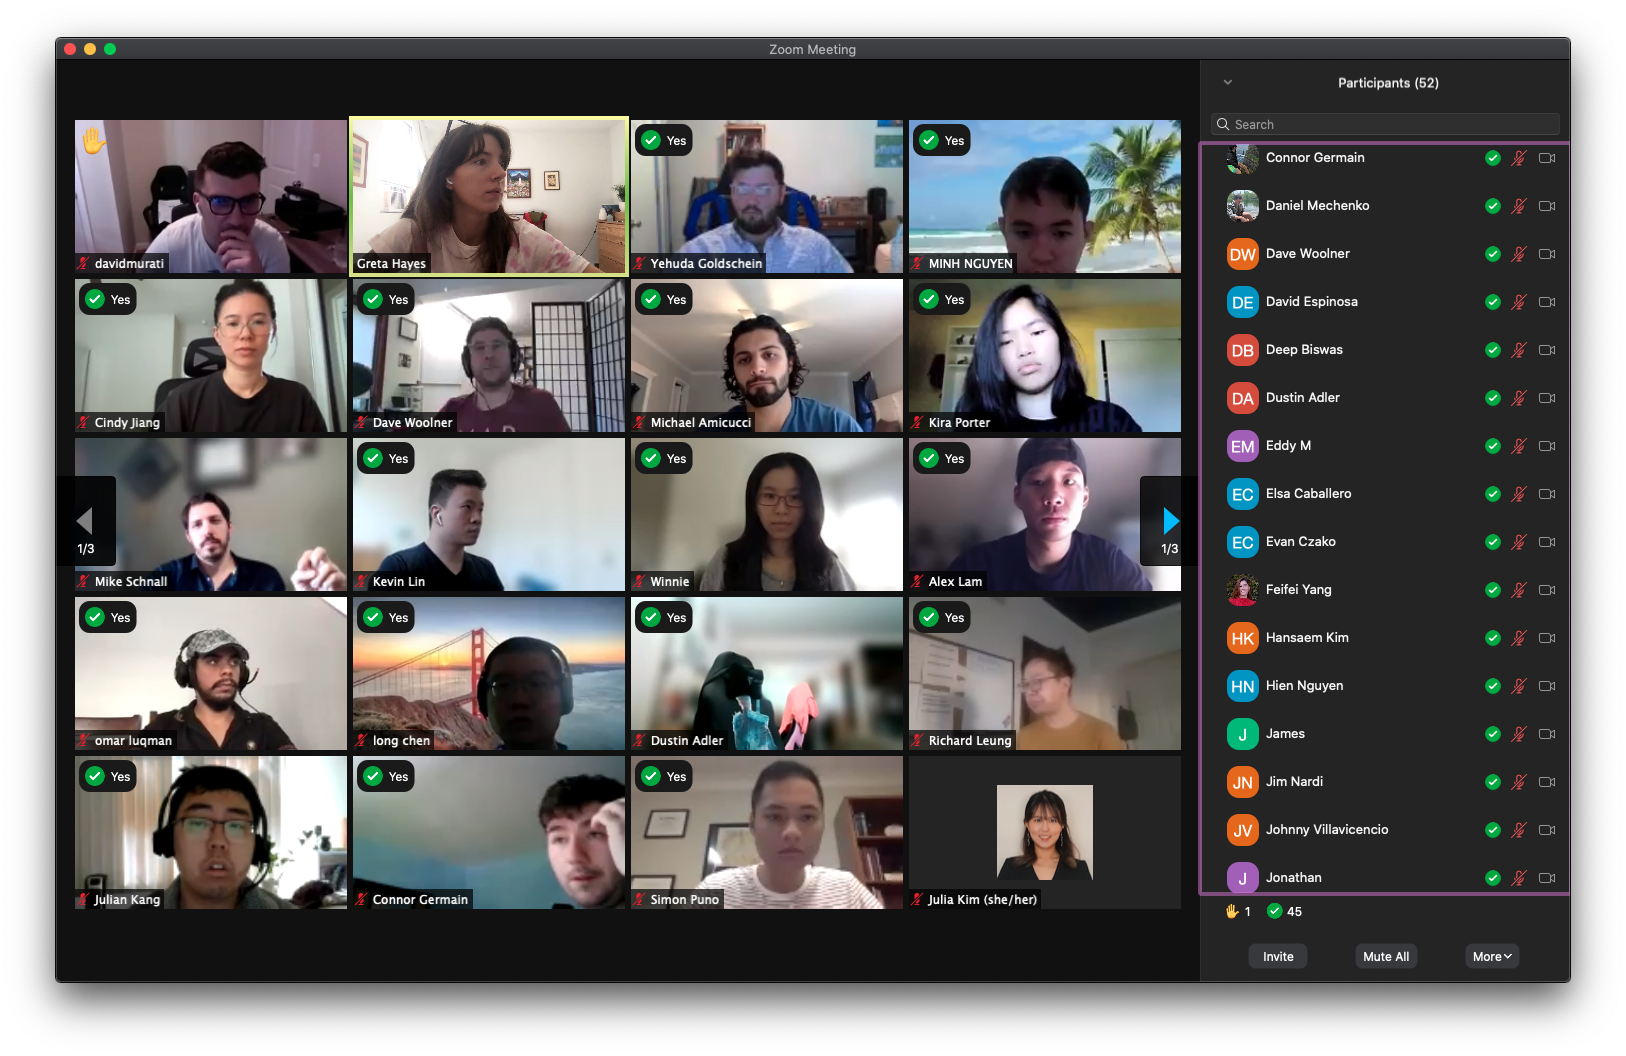 Zoom Meeting
davidmurati
Greta Hayes
Yes
Yehuda Goldschein
Yes
MINH NGUYEN
Yes
Cindy Jiang
Yes
Dave Woolner
Yes
Michael Amicucci
Yes
Kira Porter
1/3
Mike Schnall
Yes
Kevin Lin
Yes
Winnie
Yes
Alex Lam
1/3
Yes
omar luqman
Yes
long chen
Yes
Dustin Adler
Yes
Richard Leung
Yes
Julian Kang
Yes
Connor Germain
Yes
Simon Puno
Julia Kim (she/her)
Participants (52)
Search
Connor Germain
Daniel Mechenko
DW Dave Woolner
DE David Espinosa
DB Deep Biswas
DA Dustin Adler
EM Eddy M
EC Elsa Caballero
EC Evan Czako
Feifei Yang
HK Hansaem Kim
HN Hien Nguyen
J James
JN Jim Nardi
JV Johnny Villavicencio
J Jonathan
1 45
Invite Mute All More